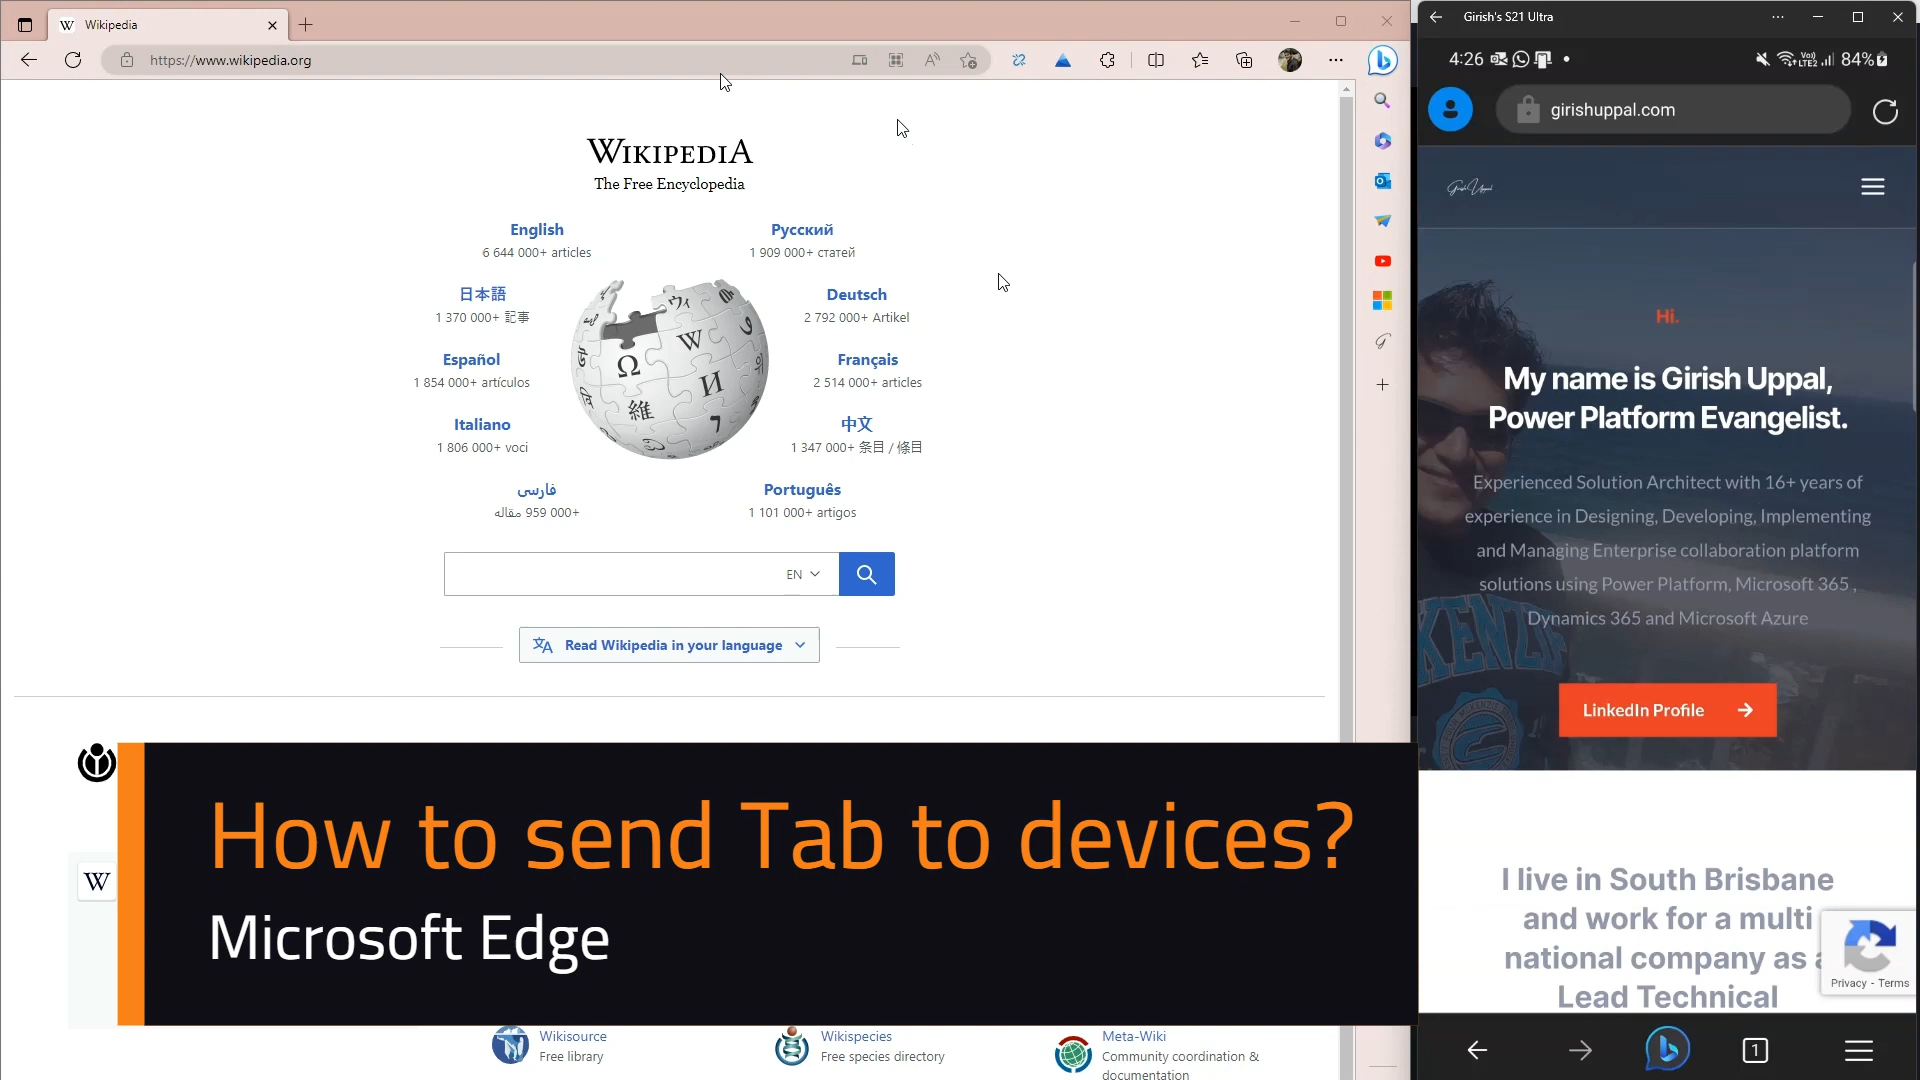 Wikipedia
https://www.wikipedia.org
WIKIPEDIA
The Free Encyclopedia
English
6 644 000+ articles
Русский
1 909 000+ статей
日本語
1 370 000+ 記事
Deutsch
2 792 000+ Artikel
Español
1 854 000+ artículos
Français
2 514 000+ articles
Italiano
1 806 000+ voci
中文
1 347 000+ 条目 / 條目
فارسی
۹۵۹ 000+ مقاله
Português
1 101 000+ artigos
EN
Read Wikipedia in your language
How to send Tab to devices?
Microsoft Edge
Wikisource
Free library
Wikispecies
Free species directory
Meta-Wiki
Community coordination &
documentation
Girish's S21 Ultra
4:26
84%
girishuppal.com
Girish Uppal
Hi.
My name is Girish Uppal,
Power Platform Evangelist.
Experienced Solution Architect with 16+ years of
experience in Designing, Developing, Implementing
and Managing Enterprise collaboration platform
solutions using Power Platform, Microsoft 365 ,
Dynamics 365 and Microsoft Azure
LinkedIn Profile
I live in South Brisbane
and work for a multi
national company as
Lead Technical
Privacy - Terms
1